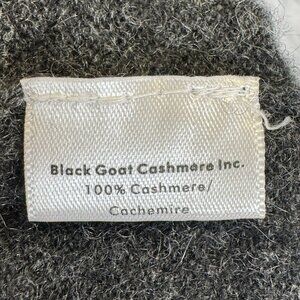 Black Goat Cashmere Inc.
100% Cashmere/
Cachemire